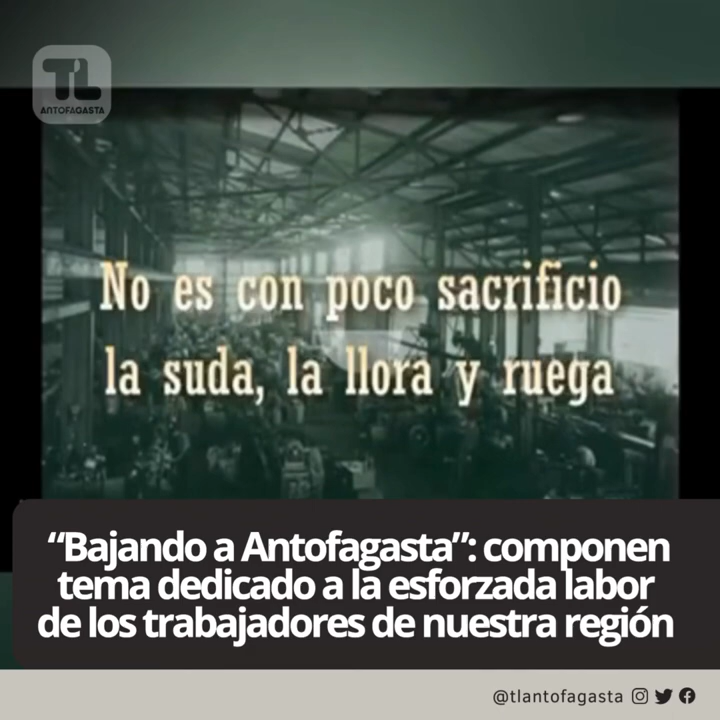 TL
ANTOFAGASTA
No es con poco sacrificio
la suda, la llora y ruega
“Bajando a Antofagasta”: componen
tema dedicado a la esforzada labor
de los trabajadores de nuestra región
@tlantofagasta